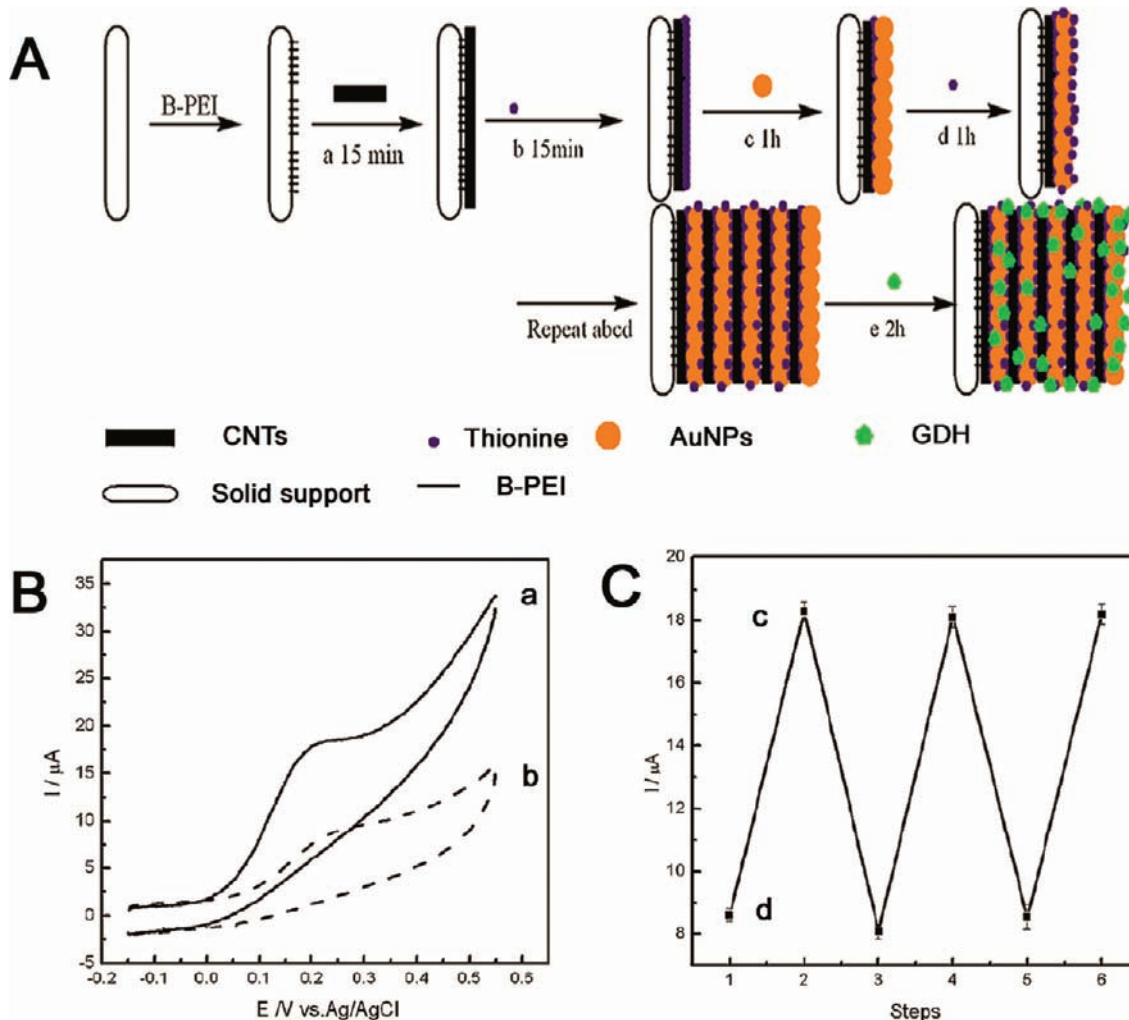 A
B-PEI
a 15 min
b 15min
c 1h
d 1h
Repeat abcd
e 2h
CNTs
Thionine
AuNPs
GDH
Solid support
B-PEI
B
a
b
35
30
25
20
15
10
5
0
-5
I / μA
-0.2 -0.1 0.0 0.1 0.2 0.3 0.4 0.5 0.6
E /V vs.Ag/AgCl
C
c
d
20
18
16
14
12
10
8
I / μA
1 2 3 4 5 6
Steps